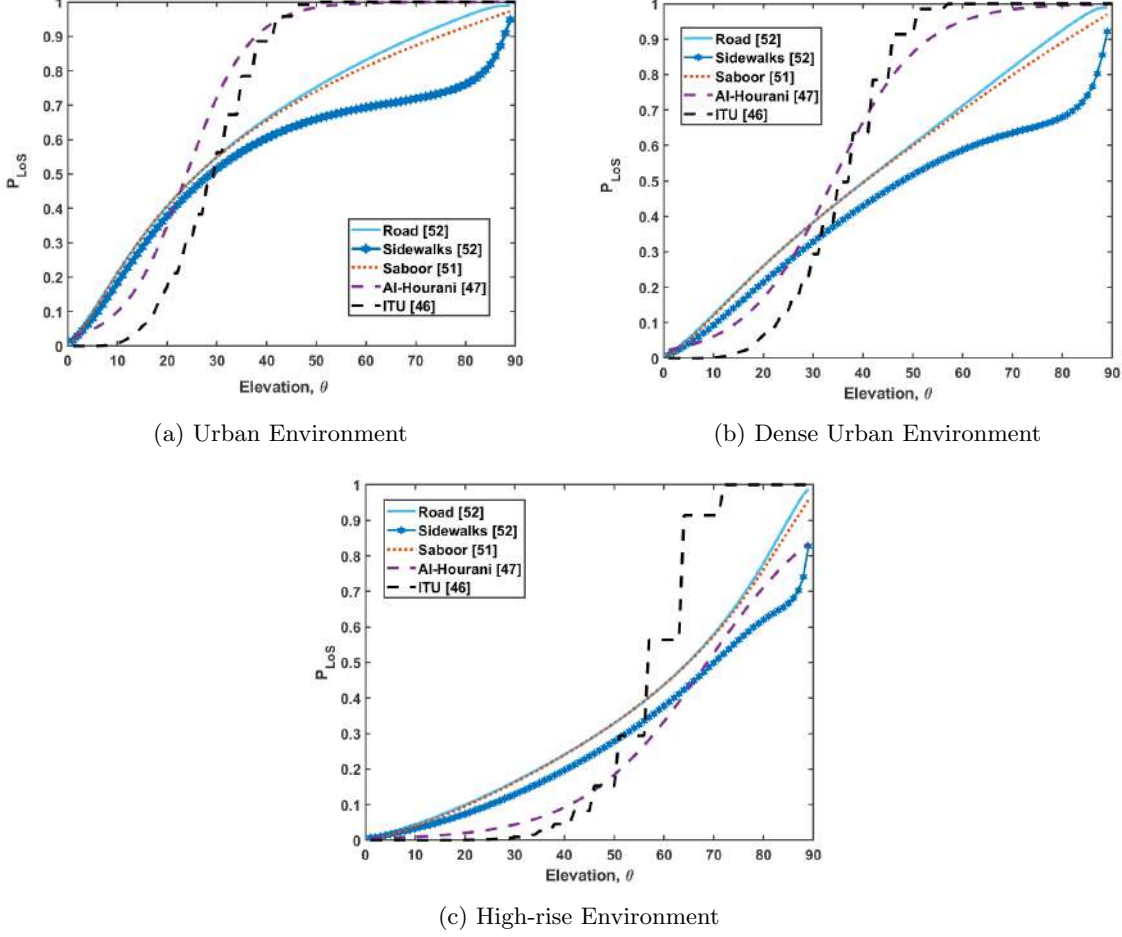 1
0.9
0.8
0.7
0.6
0.5
0.4
0.3
0.2
0.1
0
P_LoS
Road [52]
Sidewalks [52]
Saboor [51]
Al-Hourani [47]
ITU [46]
0 10 20 30 40 50 60 70 80 90
Elevation, θ
(a) Urban Environment
1
0.9
0.8
0.7
0.6
0.5
0.4
0.3
0.2
0.1
0
P_LoS
Road [52]
Sidewalks [52]
Saboor [51]
Al-Hourani [47]
ITU [46]
0 10 20 30 40 50 60 70 80 90
Elevation, θ
(b) Dense Urban Environment
1
0.9
0.8
0.7
0.6
0.5
0.4
0.3
0.2
0.1
0
P_LoS
Road [52]
Sidewalks [52]
Saboor [51]
Al-Hourani [47]
ITU [46]
0 10 20 30 40 50 60 70 80 90
Elevation, θ
(c) High-rise Environment